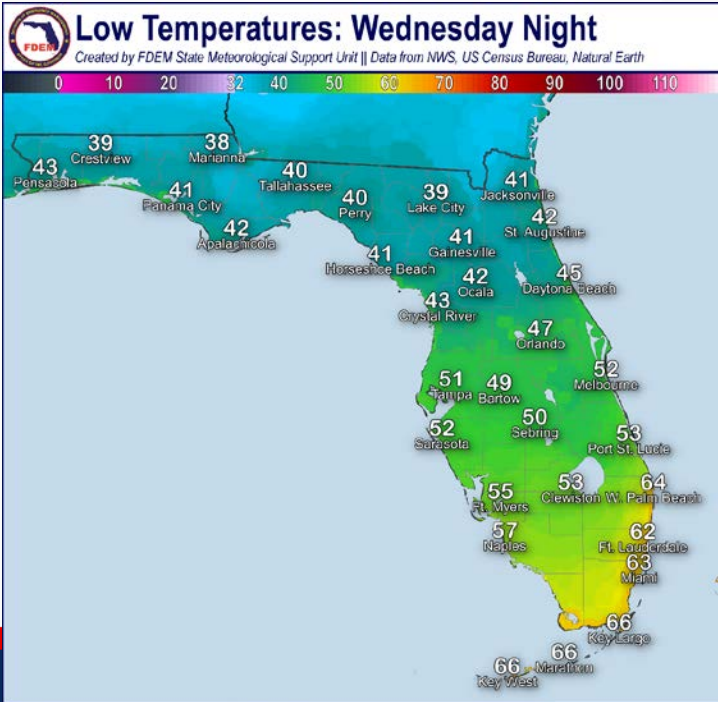 Low Temperatures: Wednesday Night
FDEM
Created by FDEM State Meteorological Support Unit || Data from NWS, US Census Bureau, Natural Earth
0 10 20 32 40 50 60 70 80 90 100 110
39
Crestview
38
Marianna
43
Pensacola
40
Tallahassee
41
Panama City
40
Perry
39
Lake City
41
Jacksonville
42
Apalachicola
42
St. Augustine
41
Gainesville
41
Horseshoe Beach
42
Ocala
45
Daytona Beach
43
Crystal River
47
Orlando
52
Melbourne
51
Tampa
49
Bartow
50
Sebring
52
Sarasota
53
Port St. Lucie
55
Ft. Myers
53
Clewiston
64
W. Palm Beach
57
Naples
62
Ft. Lauderdale
63
Miami
66
Key Largo
66
Marathon
66
Key West